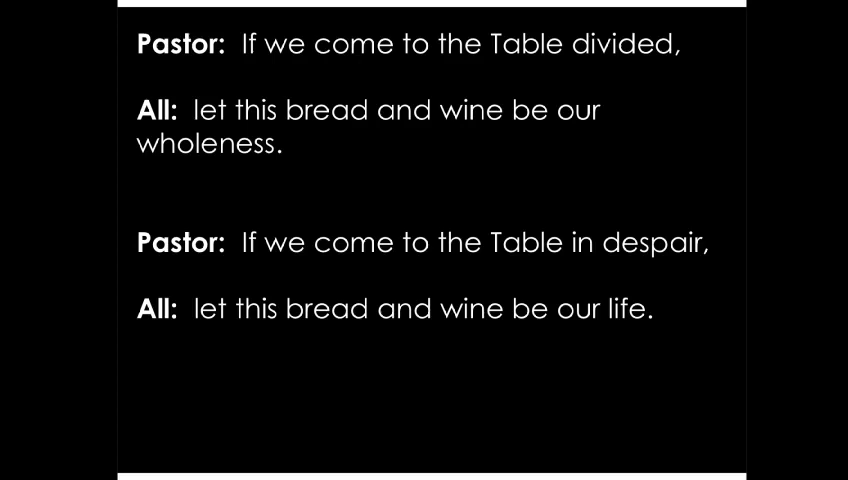 Pastor: If we come to the Table divided,
All: let this bread and wine be our
wholeness.
Pastor: If we come to the Table in despair,
All: let this bread and wine be our life.